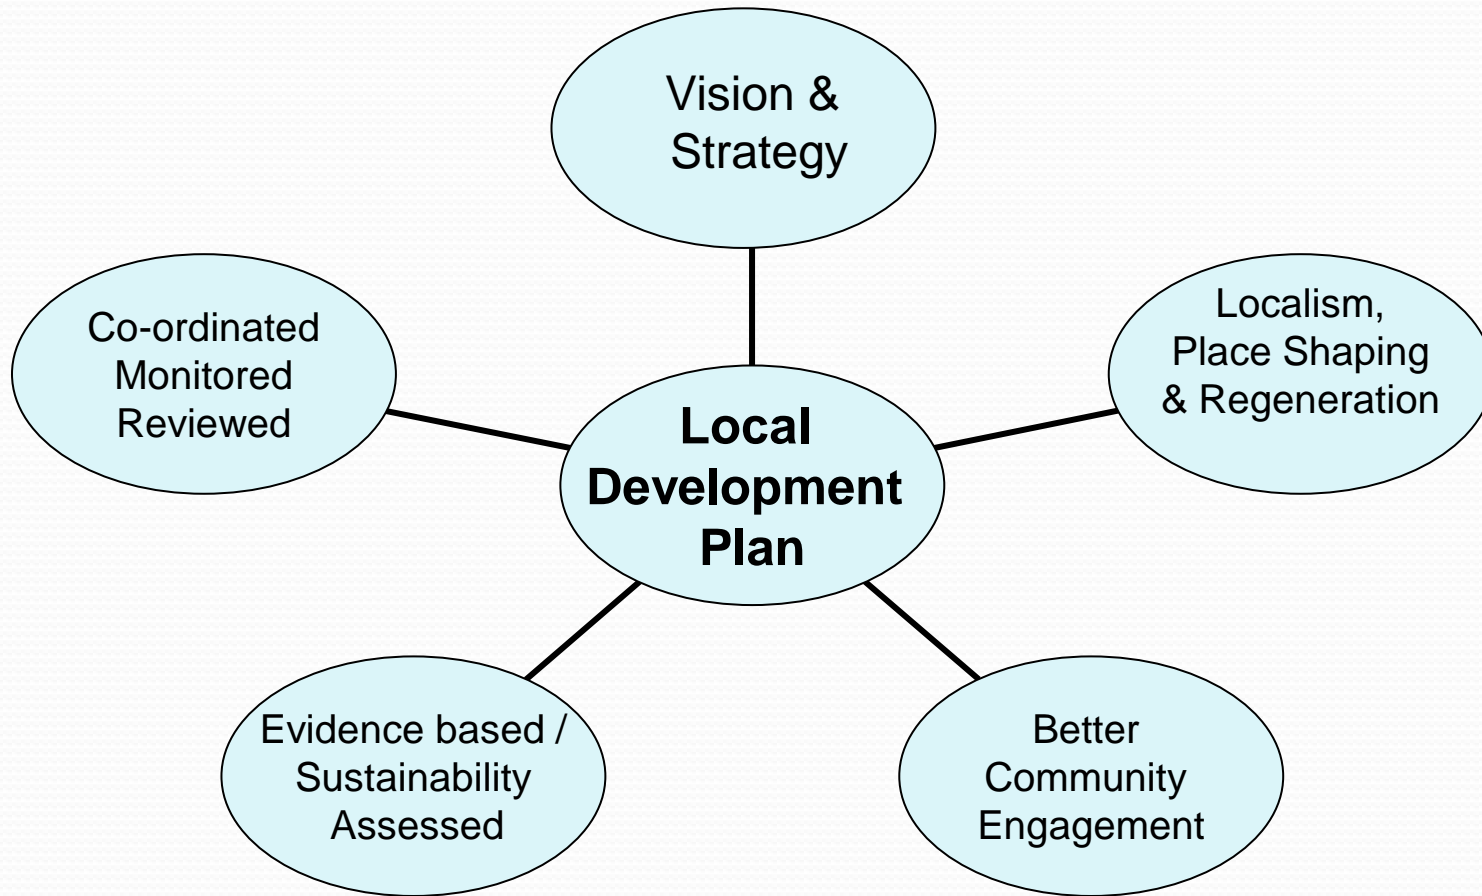 Vision &
Strategy
Co-ordinated
Monitored
Reviewed
Localism,
Place Shaping
& Regeneration
Local
Development
Plan
Evidence based /
Sustainability
Assessed
Better
Community
Engagement